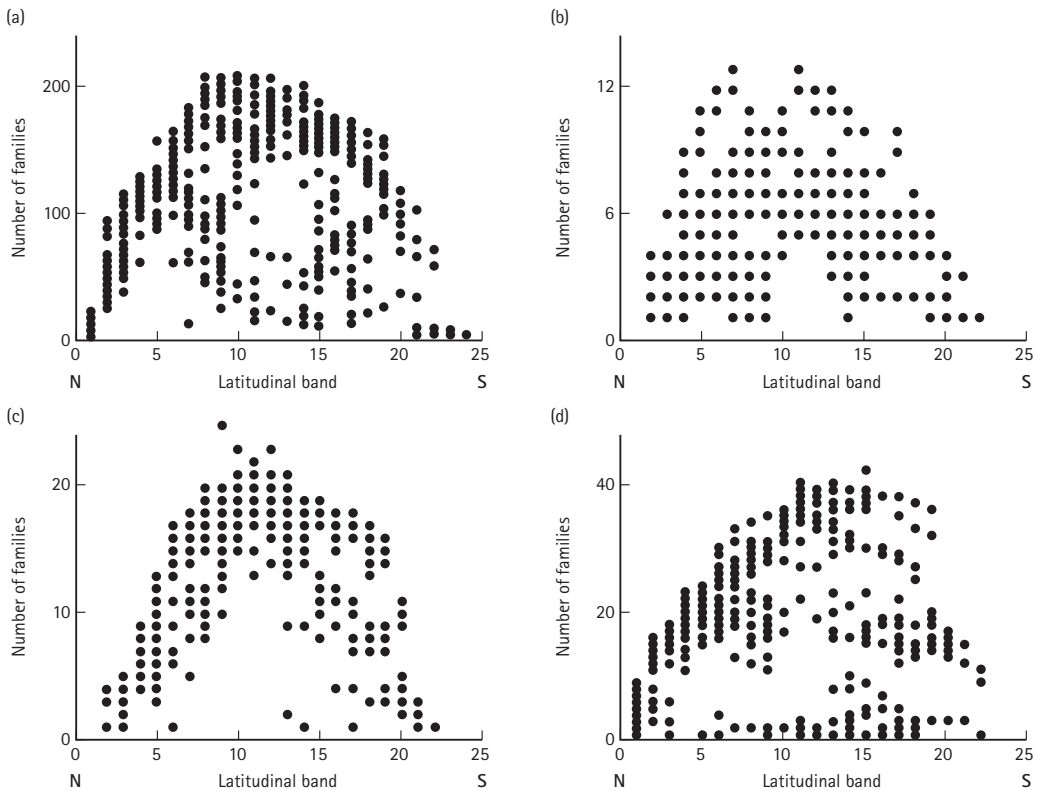 (a)
Number of families
200
100
0
0 5 10 15 20 25
N Latitudinal band S
(b)
Number of families
12
6
0
0 5 10 15 20 25
N Latitudinal band S
(c)
Number of families
20
10
0
0 5 10 15 20 25
N Latitudinal band S
(d)
Number of families
40
20
0
0 5 10 15 20 25
N Latitudinal band S